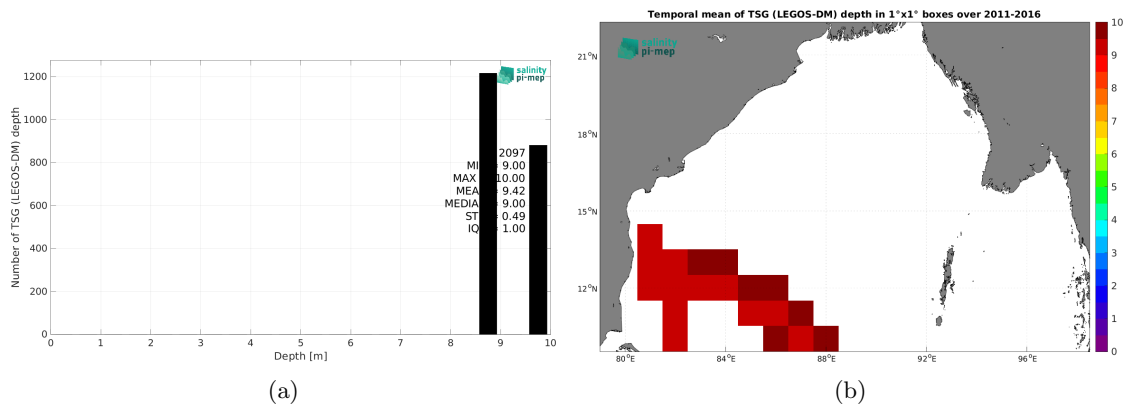 Temporal mean of TSG (LEGOS-DM) depth in 1°x1° boxes over 2011-2016
salinity
pi-mep
1200
1000
800
600
400
200
0
Number of TSG (LEGOS-DM) depth
2097
= 9.00
MAX 10.00
= 9.42
9.00
0.49
1.00
0 1 2 3 4 5 6 7 8 9 10
Depth [m]
(a)
salinity
pi-mep
21°N
18°N
15°N
12°N
80°E 84°E 88°E 92°E 96°E
10
9
8
7
6
5
4
3
2
1
0
(b)